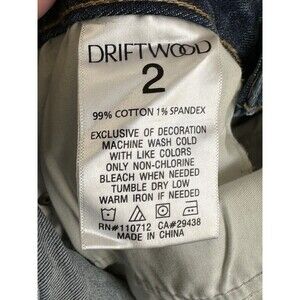 DRIFTWOOD
2
99% COTTON 1% SPANDEX
EXCLUSIVE OF DECORATION
MACHINE WASH COLD
WITH LIKE COLORS
ONLY NON-CHLORINE
BLEACH WHEN NEEDED
TUMBLE DRY LOW
WARM IRON IF NEEDED
RN#110712 CA#29438
MADE IN CHINA